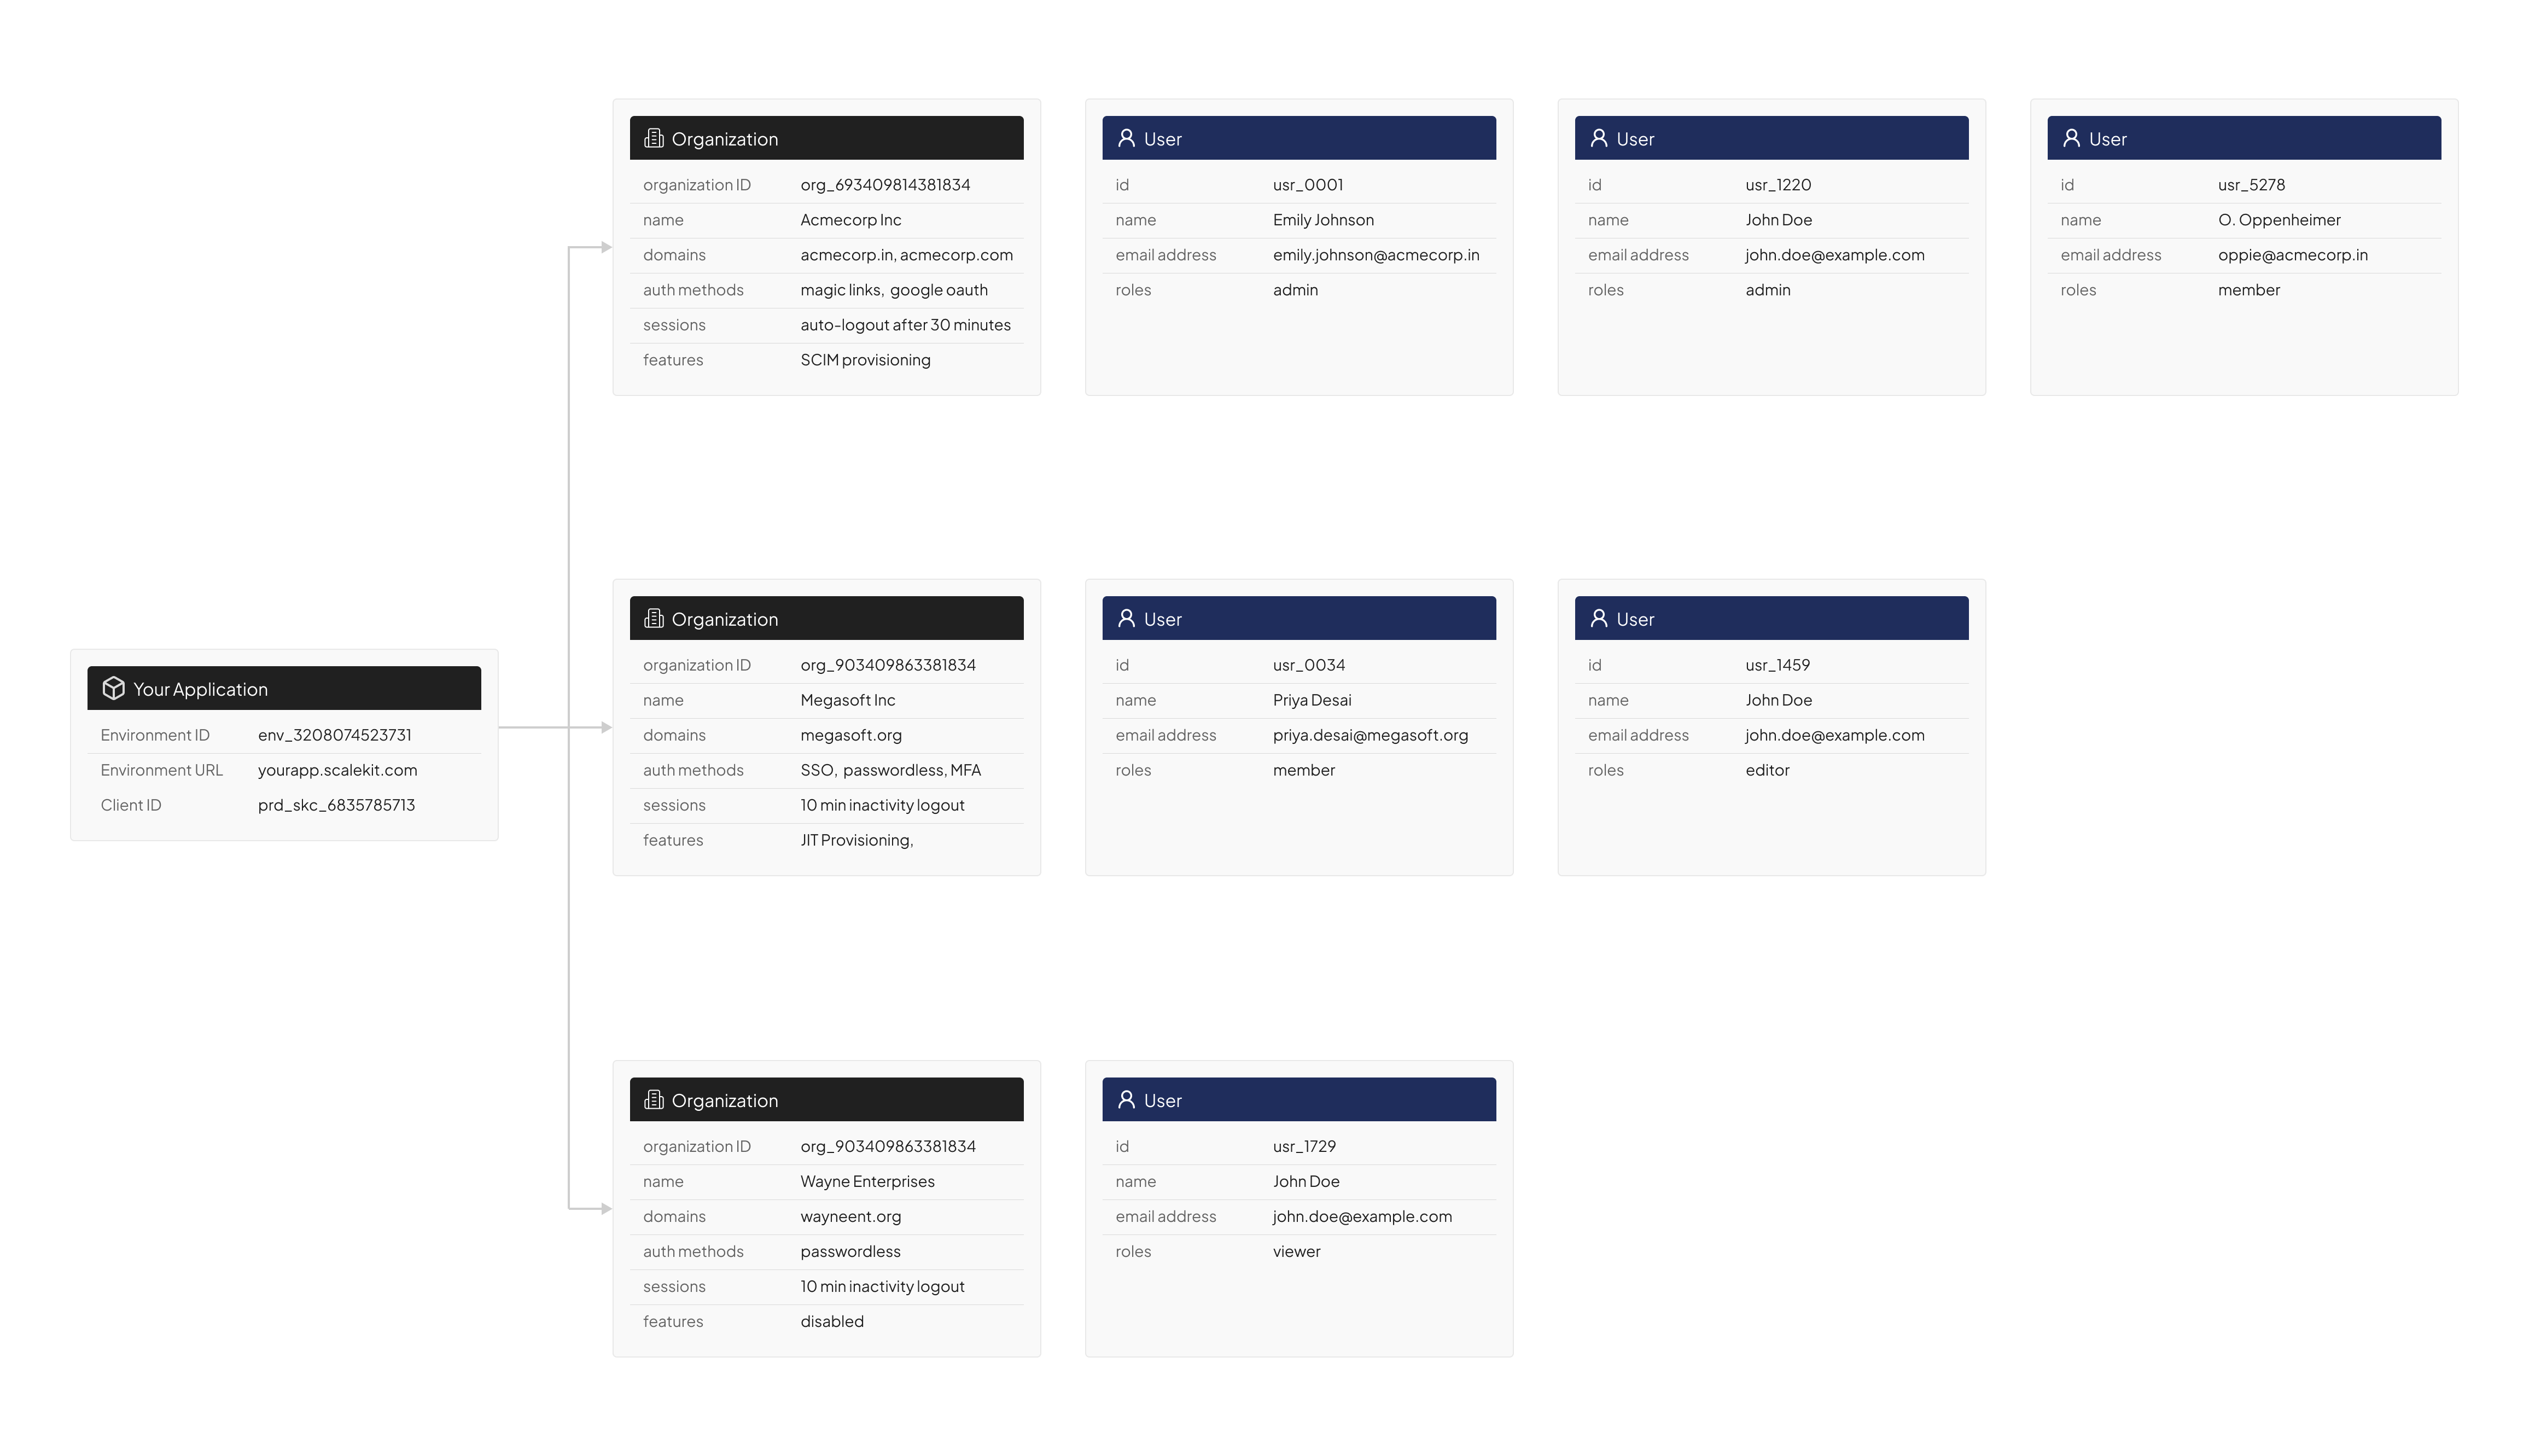 Organization
organization ID org_693409814381834
name Acmecorp Inc
domains acmecorp.in, acmecorp.com
auth methods magic links, google oauth
sessions auto-logout after 30 minutes
features SCIM provisioning
User
id usr_0001
name Emily Johnson
email address emily.johnson@acmecorp.in
roles admin
User
id usr_1220
name John Doe
email address john.doe@example.com
roles admin
User
id usr_5278
name O. Oppenheimer
email address oppie@acmecorp.in
roles member
Your Application
Environment ID env_3208074523731
Environment URL yourapp.scalekit.com
Client ID prd_skc_6835785713
Organization
organization ID org_903409863381834
name Megasoft Inc
domains megasoft.org
auth methods SSO, passwordless, MFA
sessions 10 min inactivity logout
features JIT Provisioning,
User
id usr_0034
name Priya Desai
email address priya.desai@megasoft.org
roles member
User
id usr_1459
name John Doe
email address john.doe@example.com
roles editor
Organization
organization ID org_903409863381834
name Wayne Enterprises
domains wayneent.org
auth methods passwordless
sessions 10 min inactivity logout
features disabled
User
id usr_1729
name John Doe
email address john.doe@example.com
roles viewer